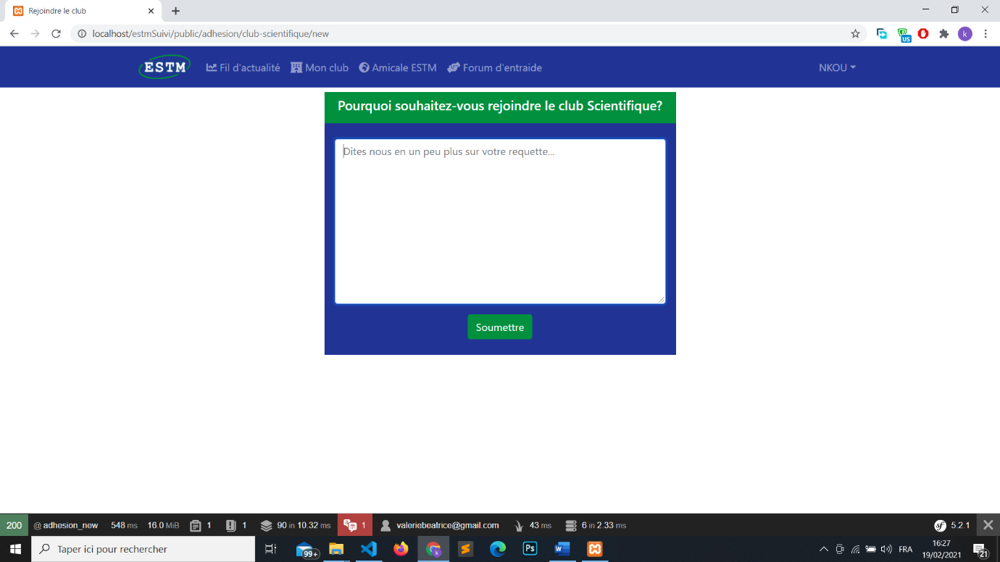 Rejoindre le club
localhost/estmSuivi/public/adhesion/club-scientifique/new
US
k
ESTM
Fil d'actualité
Mon club
Amicale ESTM
Forum d'entraide
NKOU
Pourquoi souhaitez-vous rejoindre le club Scientifique?
Dites nous en un peu plus sur votre requette...
Soumettre
200 @ adhesion_new 548 ms 16.0 MiB 1 1 90 in 10.32 ms 1 valeriebeatrice@gmail.com 43 ms 6 in 2.33 ms sf 5.2.1
Taper ici pour rechercher
99+
k
Ps
W
FRA
16:27
19/02/2021
21